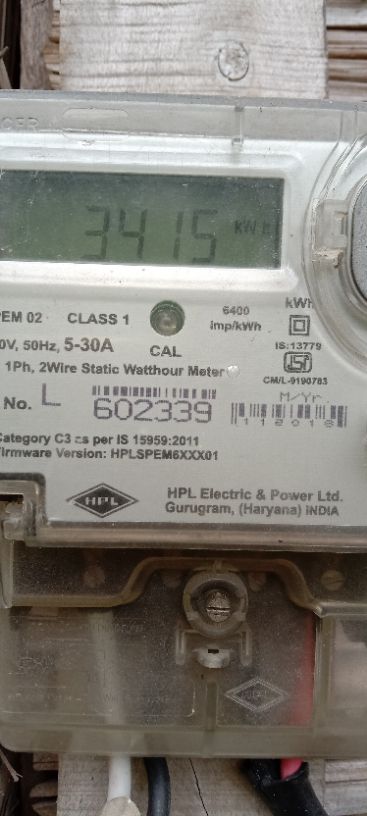 3415 kWh
PEM 02 CLASS 1
6400
imp/kWh
kWh
0V, 50Hz, 5-30A
CAL
IS:13779
1Ph, 2Wire Static Watthour Meter
CM/L-9190783
No. L 602339
M/Yr.
112018
Category C3 as per IS 15959:2011
Firmware Version: HPLSPEM6XXX01
HPL
HPL Electric & Power Ltd.
Gurugram, (Haryana) INDIA
HPL